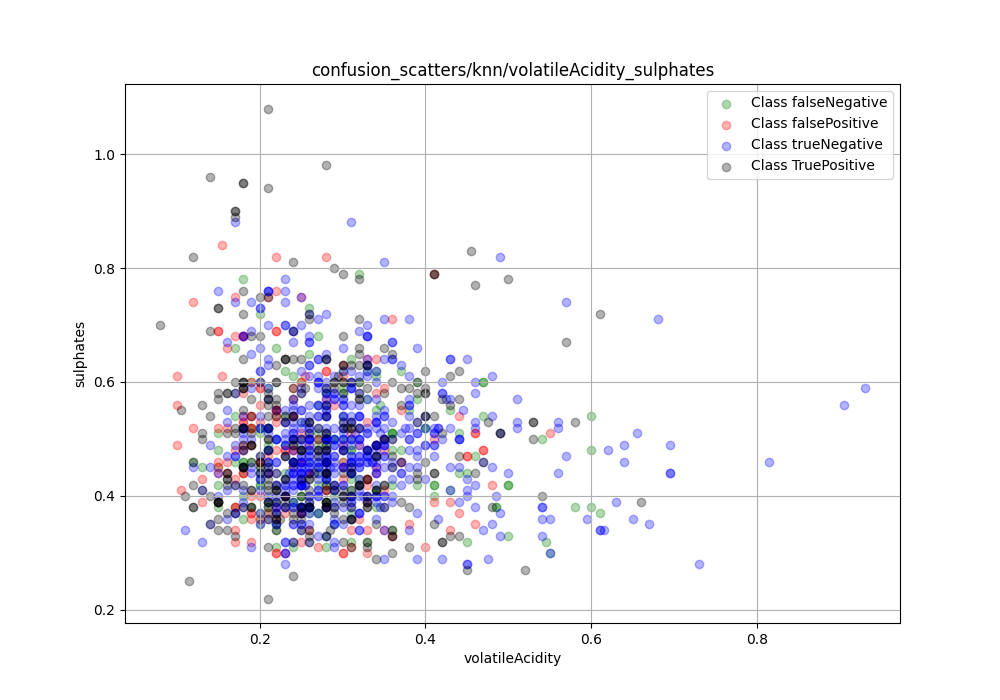 confusion_scatters/knn/volatileAcidity_sulphates
Class falseNegative
Class falsePositive
Class trueNegative
Class TruePositive
1.0
0.8
0.6
0.4
0.2
sulphates
0.2 0.4 0.6 0.8
volatileAcidity